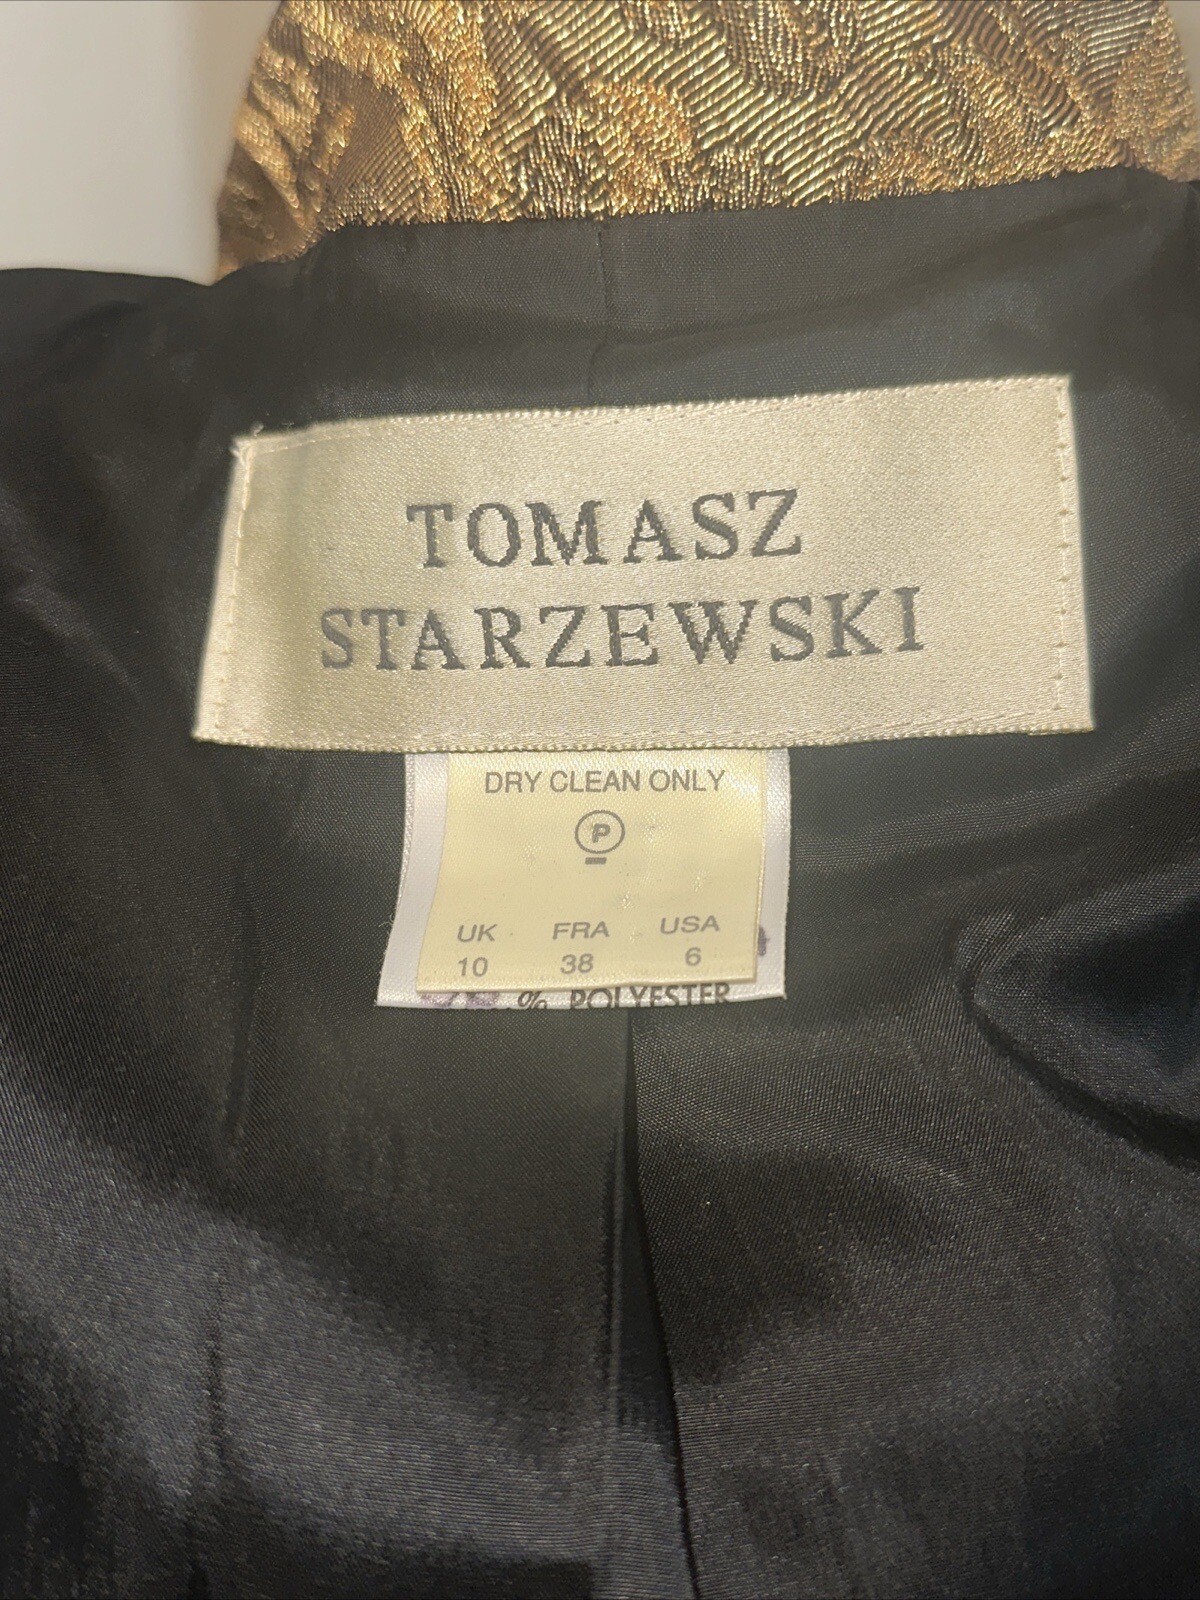 TOMASZ
STARZEWSKI
DRY CLEAN ONLY
P
UK FRA USA
10 38 6
% POLYESTER